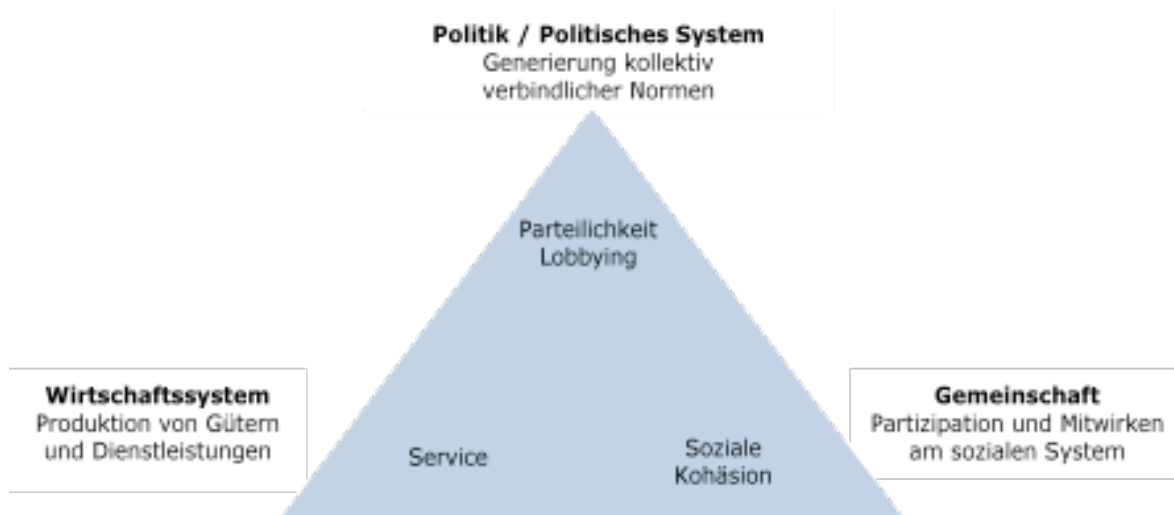 Politik / Politisches System
Generierung kollektiv
verbindlicher Normen
Parteilichkeit
Lobbying
Wirtschaftssystem
Produktion von Gütern
und Dienstleistungen
Gemeinschaft
Partizipation und Mitwirken
am sozialen System
Service
Soziale
Kohäsion